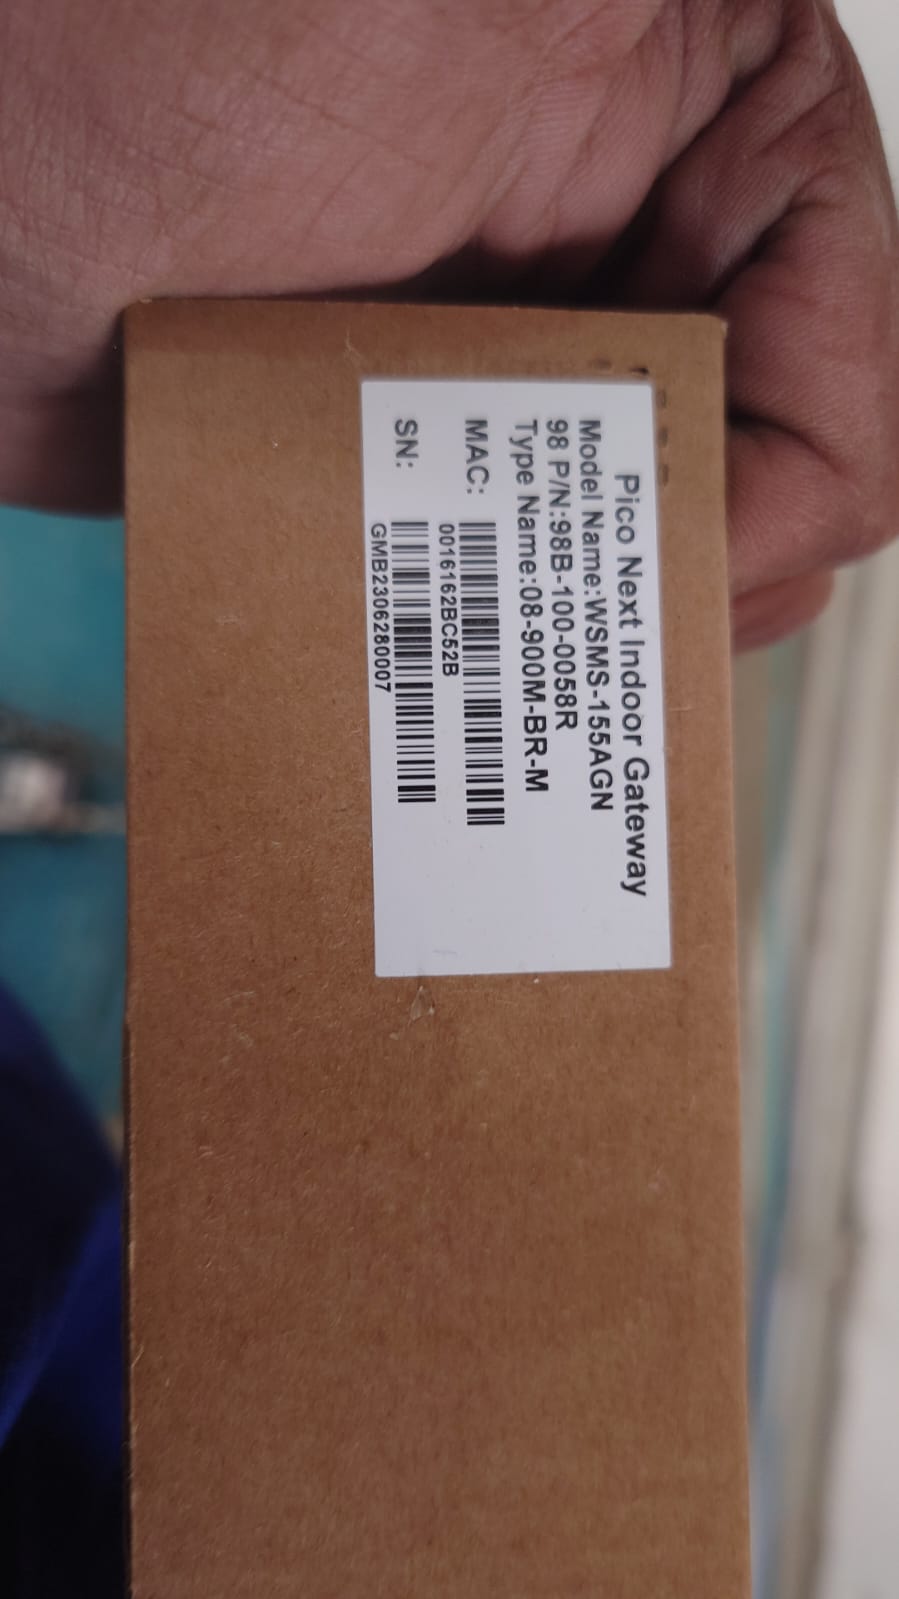 Pico Next Indoor Gateway
Model Name:WSMS-155AGN
98 P/N:98B-100-0058R
Type Name:08-900M-BR-M
MAC:
0016162BC52B
SN:
GMB2306280007